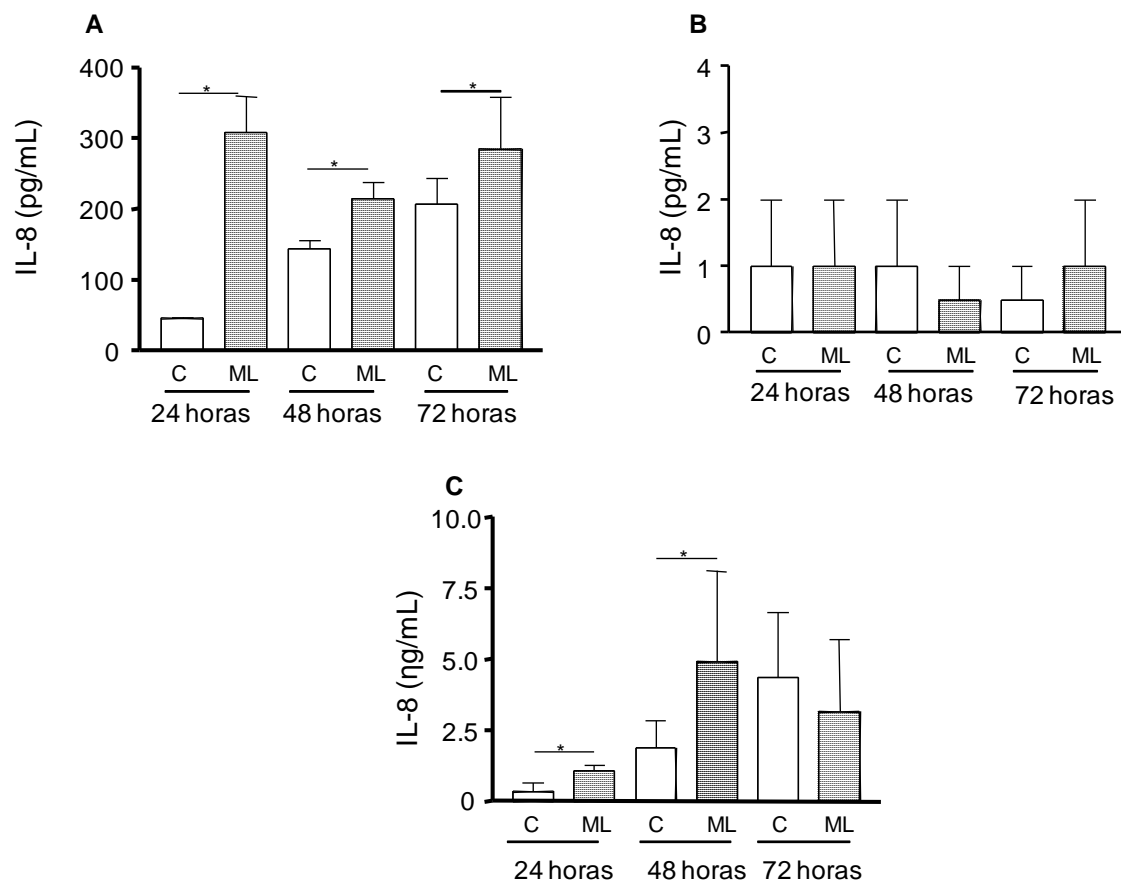 A
IL-8 (pg/mL)
400
300
200
100
0
*
*
*
C ML C ML C ML
24 horas 48 horas 72 horas
B
IL-8 (pg/mL)
4
3
2
1
0
C ML C ML C ML
24 horas 48 horas 72 horas
C
IL-8 (ηg/mL)
10.0
7.5
5.0
2.5
0
*
*
C ML C ML C ML
24 horas 48 horas 72 horas